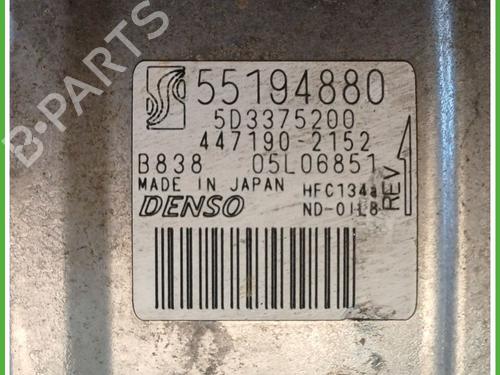 55194880
5D3375200
447190-2152
B838 05L06851
MADE IN JAPAN HFC134a
DENSO ND-OIL8
REV
B-PARTS